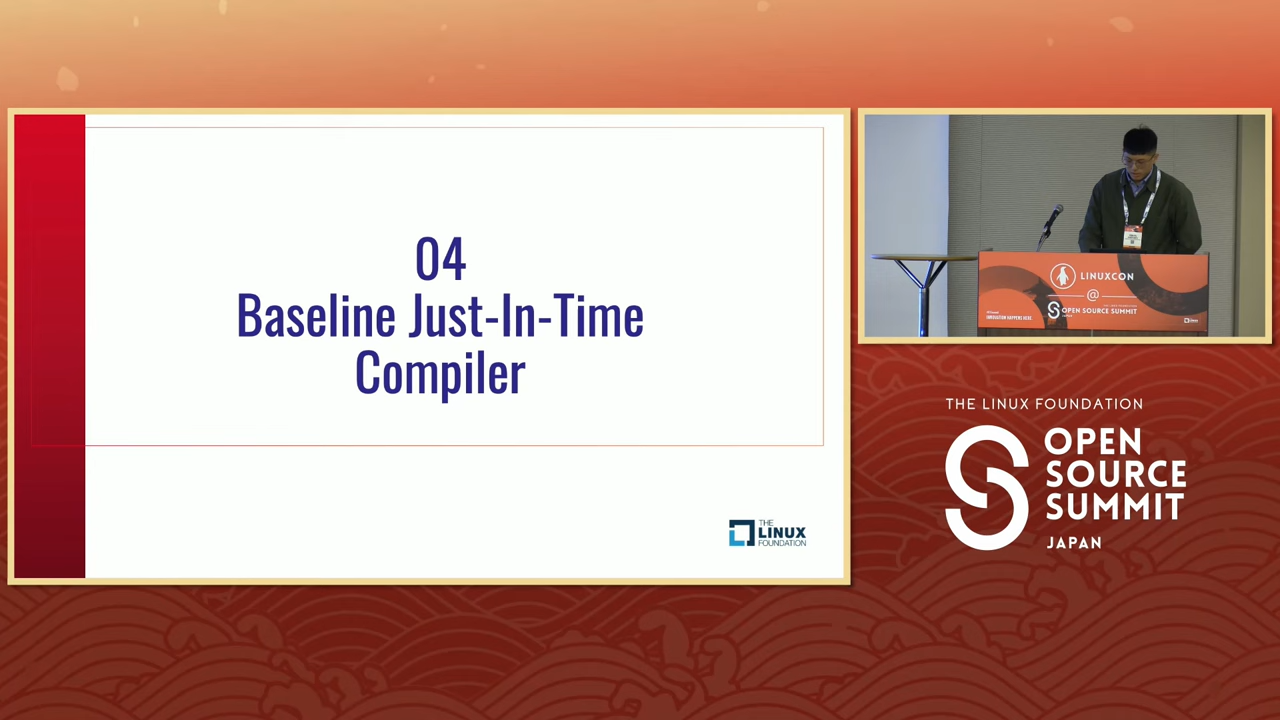 04
Baseline Just-In-Time
Compiler
THE
LINUX
FOUNDATION
LINUXCON
@
OPEN SOURCE SUMMIT
THE LINUX FOUNDATION
OPEN
SOURCE
SUMMIT
JAPAN